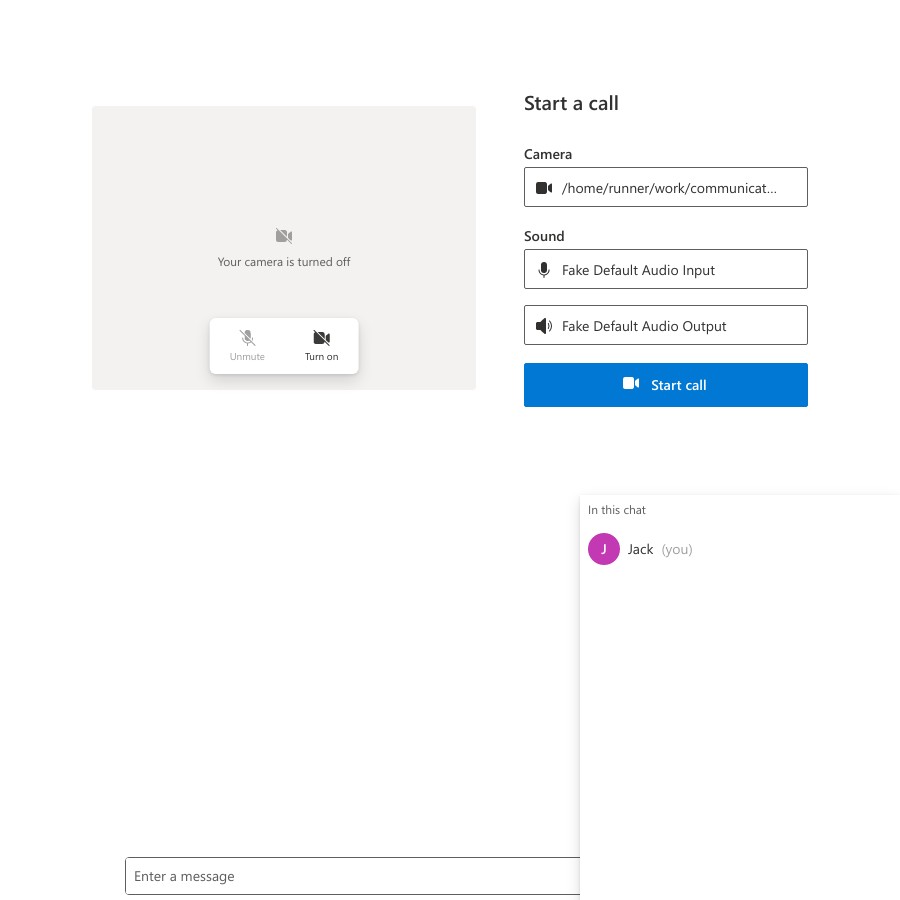 Start a call
Your camera is turned off
Unmute
Turn on
Camera
/home/runner/work/communicat...
Sound
Fake Default Audio Input
Fake Default Audio Output
Start call
In this chat
J
Jack (you)
Enter a message